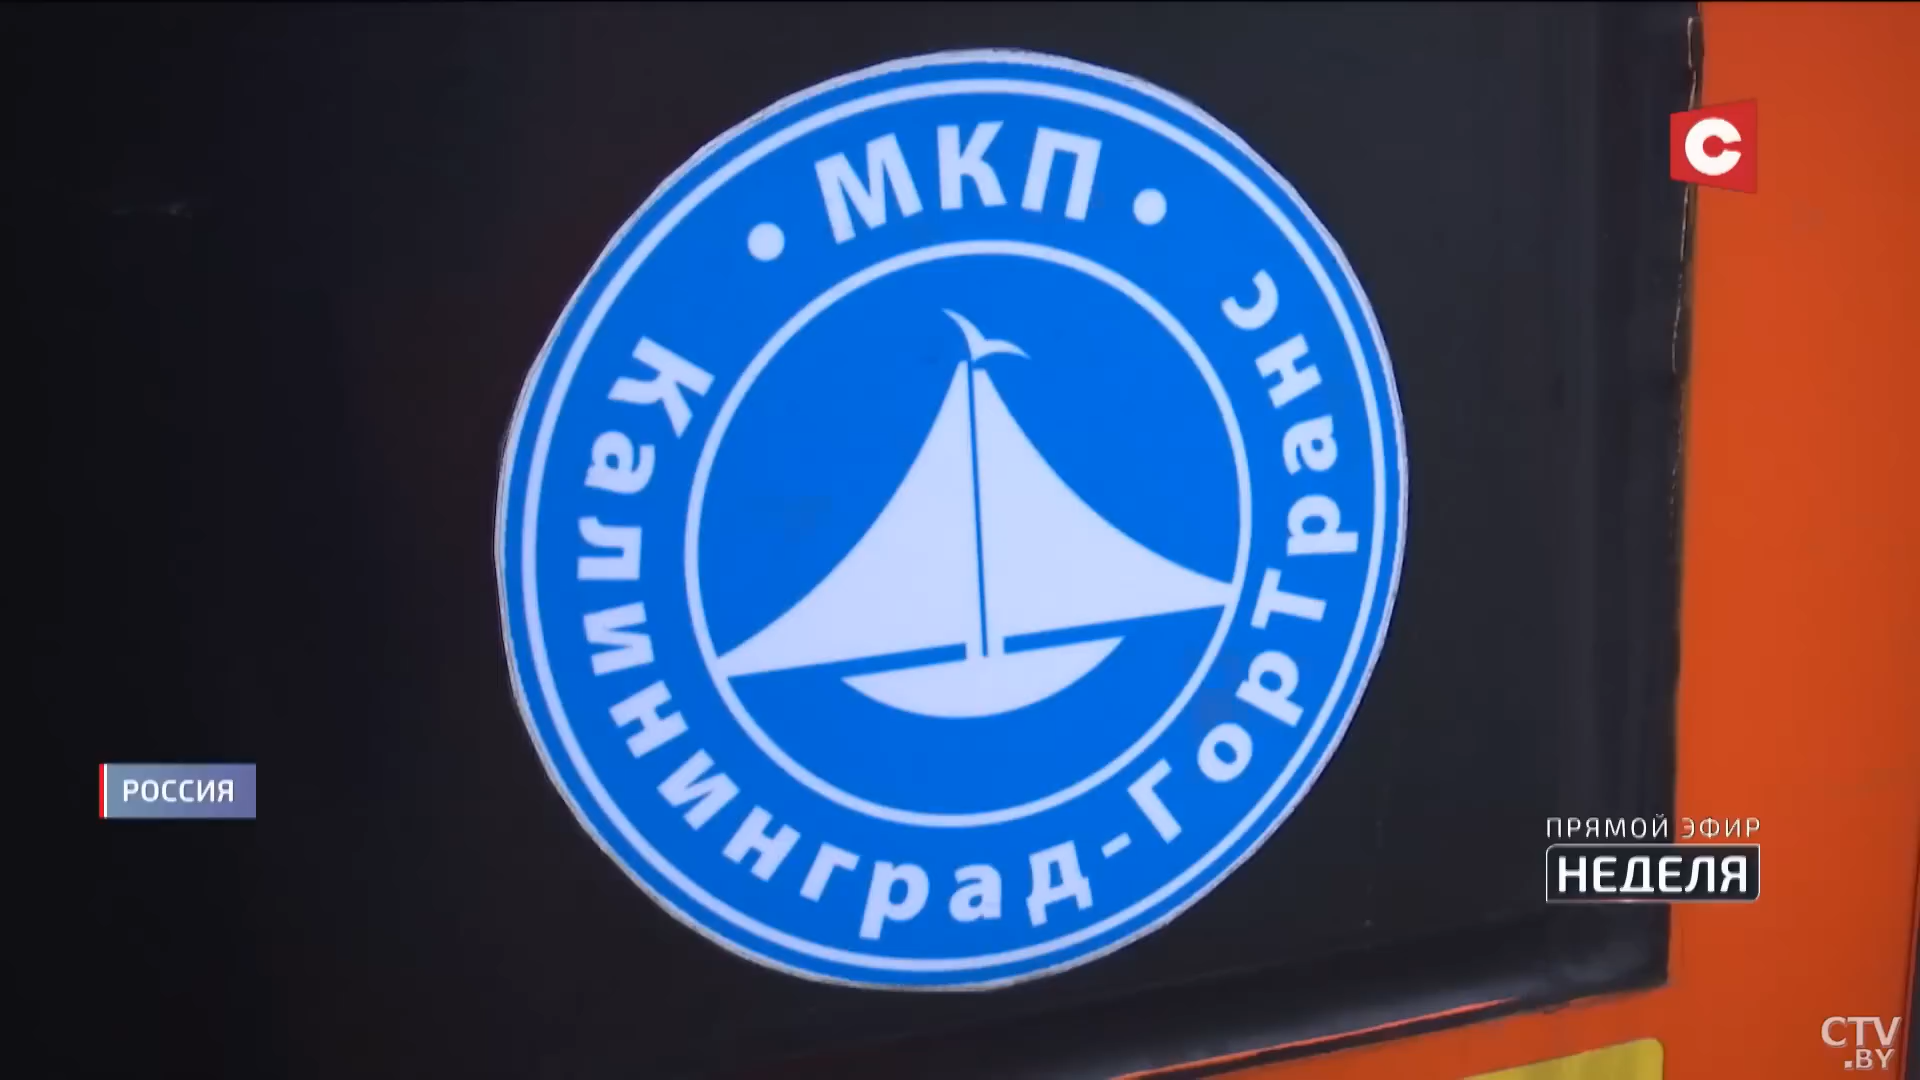 • МКП •
Калининград-ГорТранс
РОССИЯ
ПРЯМОЙ ЭФИР
НЕДЕЛЯ
CTV
.BY